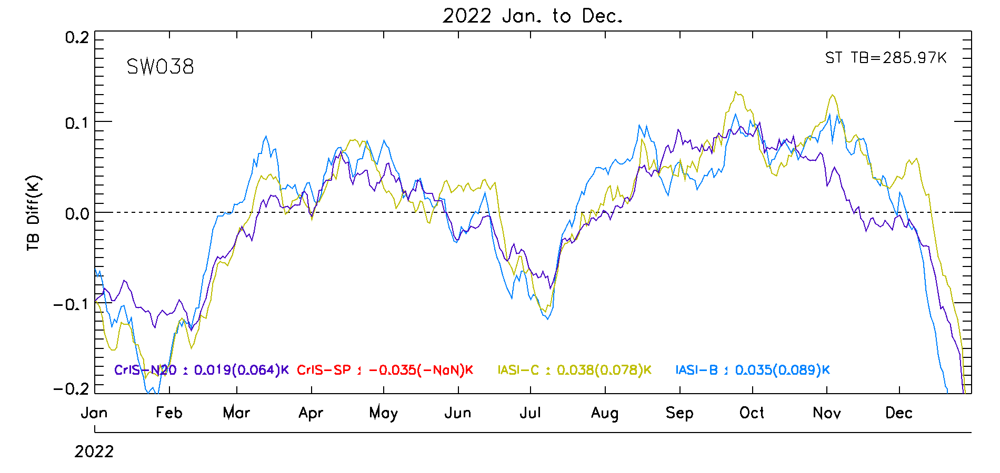 2022 Jan. to Dec.
0.2
SW038
ST TB=285.97K
0.1
TB Diff(K)
0.0
-0.1
CrIS-N20 : 0.019(0.064)K CrIS-SP : -0.035(-NaN)K IASI-C : 0.038(0.078)K IASI-B : 0.035(0.089)K
-0.2
Jan Feb Mar Apr May Jun Jul Aug Sep Oct Nov Dec
2022